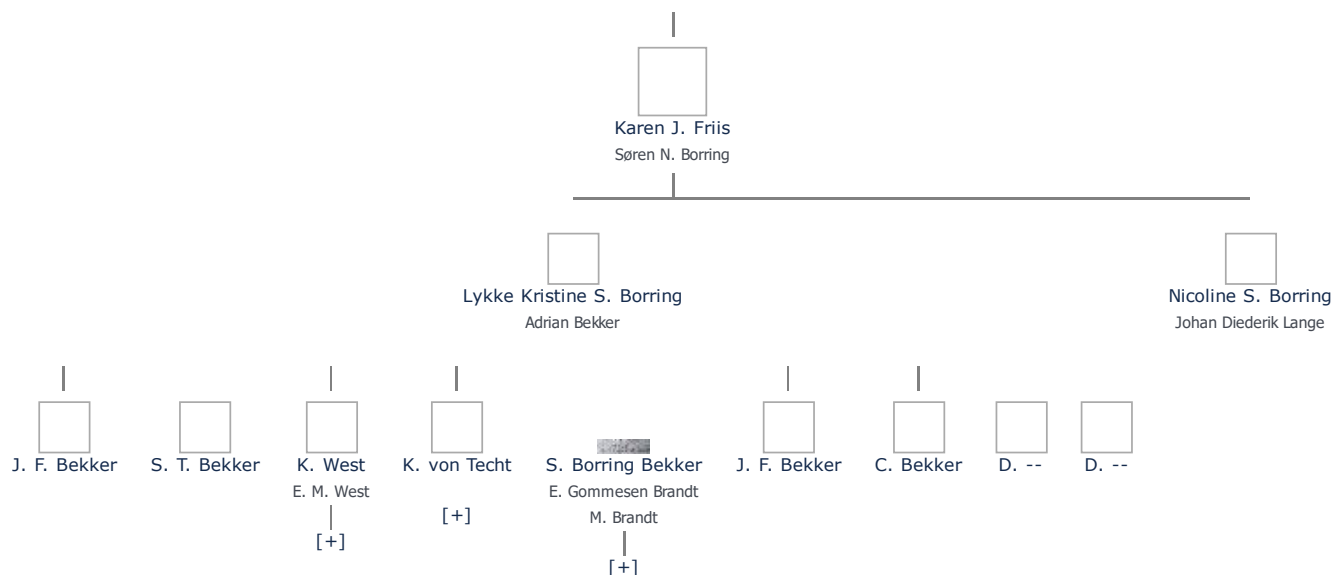 Karen J. Friis
Søren N. Borring
Lykke Kristine S. Borring
Adrian Bekker
Nicoline S. Borring
Johan Diederik Lange
J. F. Bekker
S. T. Bekker
K. West
E. M. West
[+]
K. von Techt
[+]
S. Borring Bekker
E. Gommesen Brandt
M. Brandt
[+]
J. F. Bekker
C. Bekker
D. --
D. --